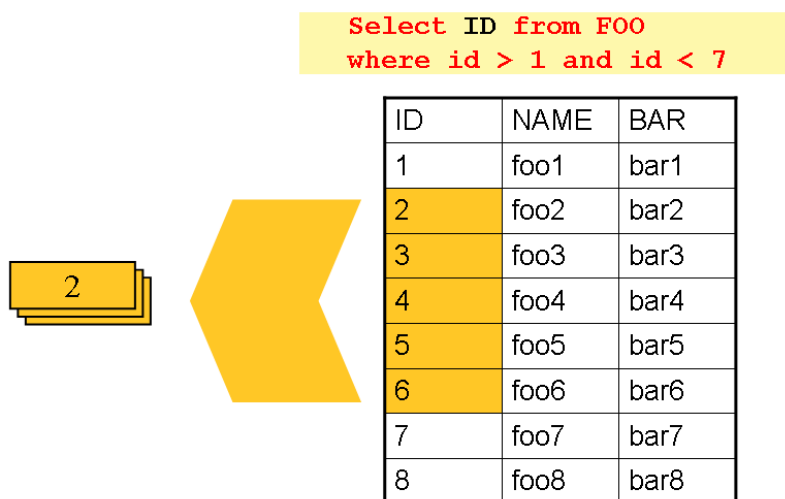 Select ID from FOO
where id > 1 and id < 7
ID NAME BAR
1 foo1 bar1
2 foo2 bar2
3 foo3 bar3
4 foo4 bar4
5 foo5 bar5
6 foo6 bar6
7 foo7 bar7
8 foo8 bar8
2